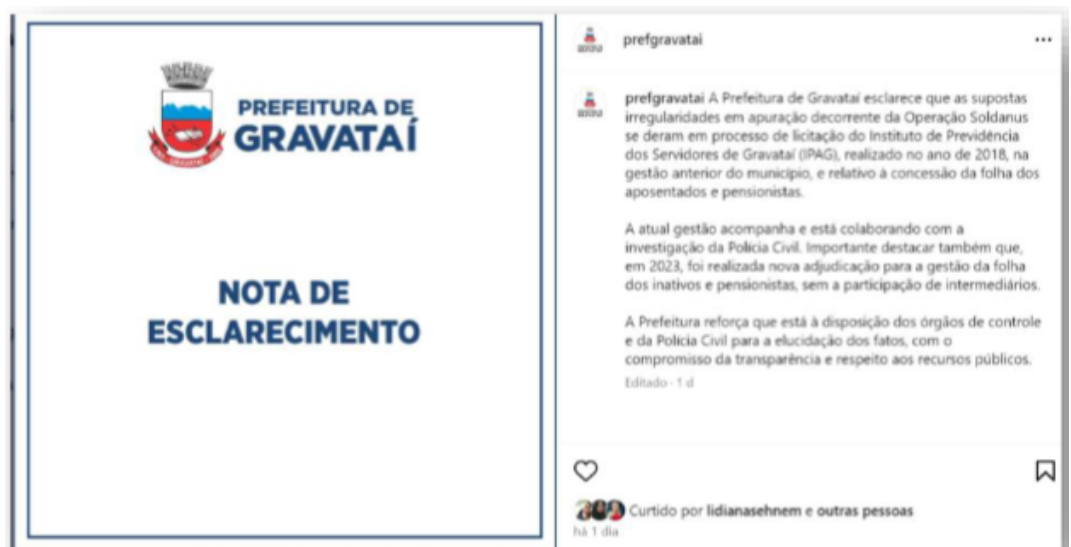 PREFEITURA DE
GRAVATAÍ
NOTA DE
ESCLARECIMENTO
prefgravatai
prefgravatai A Prefeitura de Gravataí esclarece que as supostas
irregularidades em apuração decorrente da Operação Soldanus
se deram em processo de licitação do Instituto de Previdência
dos Servidores de Gravataí (IPAG), realizado no ano de 2018, na
gestão anterior do município, e relativo à concessão da folha dos
aposentados e pensionistas.
A atual gestão acompanha e está colaborando com a
investigação da Polícia Civil. Importante destacar também que,
em 2023, foi realizada nova adjudicação para a gestão da folha
dos inativos e pensionistas, sem a participação de intermediários.
A Prefeitura reforça que está à disposição dos órgãos de controle
e da Polícia Civil para a elucidação dos fatos, com o
compromisso da transparência e respeito aos recursos públicos.
Editado · 1 d
Curtido por lidianasehnem e outras pessoas
há 1 dia